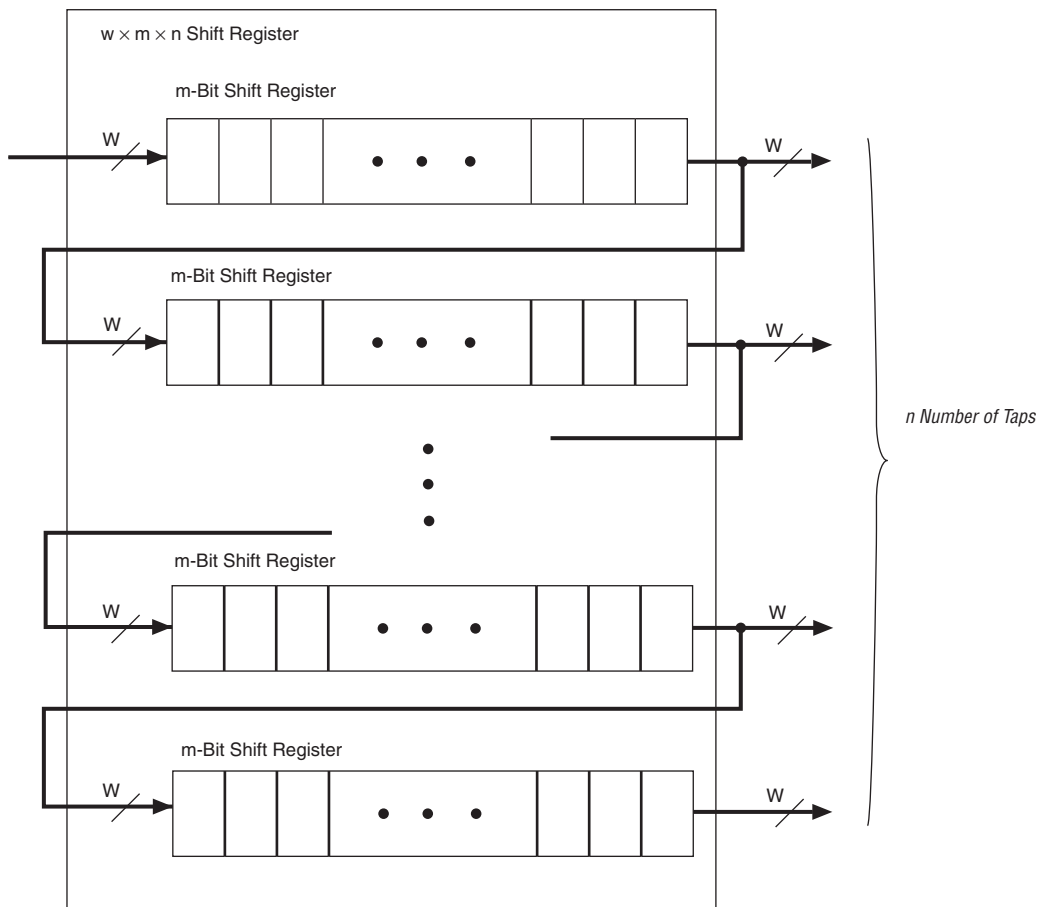 w × m × n Shift Register
m-Bit Shift Register
W
W
m-Bit Shift Register
W
W
n Number of Taps
m-Bit Shift Register
W
W
m-Bit Shift Register
W
W